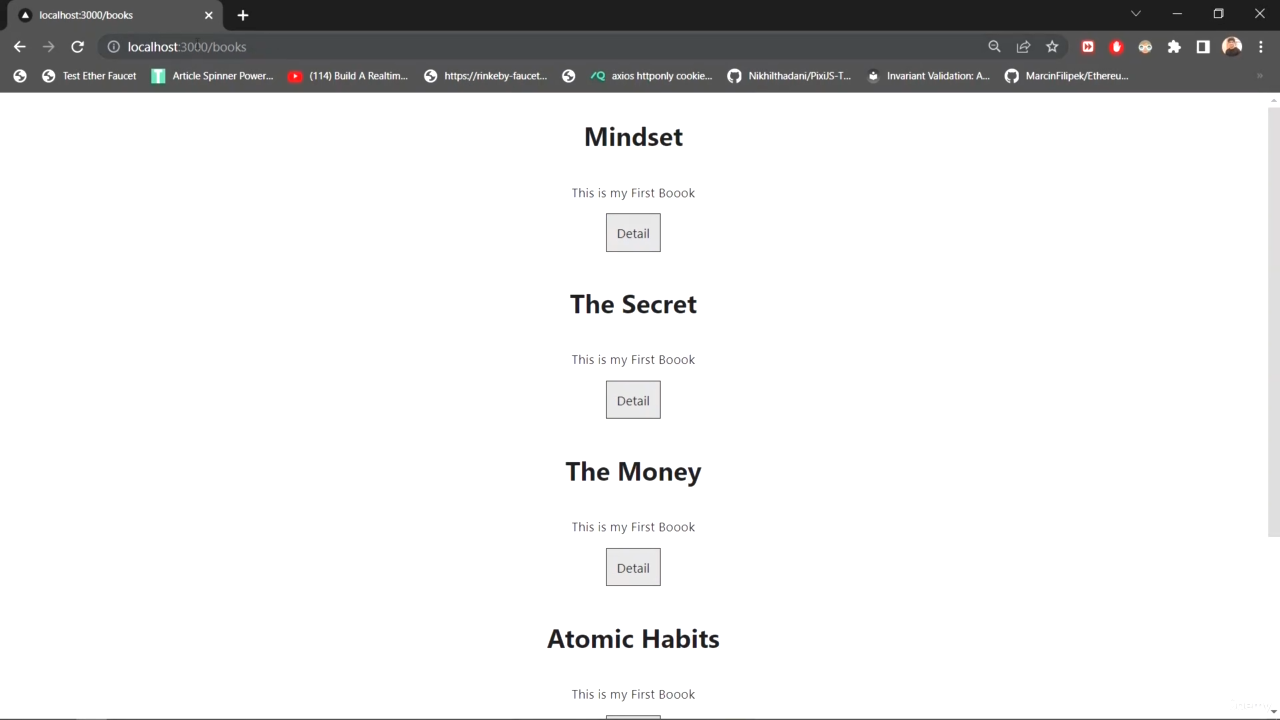 localhost:3000/books
localhost:3000/books
Test Ether Faucet
Article Spinner Power...
(114) Build A Realtim...
https://rinkeby-faucet...
axios httponly cookie...
Nikhilthadani/PixiJS-T...
Invariant Validation: A...
MarcinFilipek/Ethereu...
Mindset
This is my First Boook
Detail
The Secret
This is my First Boook
Detail
The Money
This is my First Boook
Detail
Atomic Habits
This is my First Boook